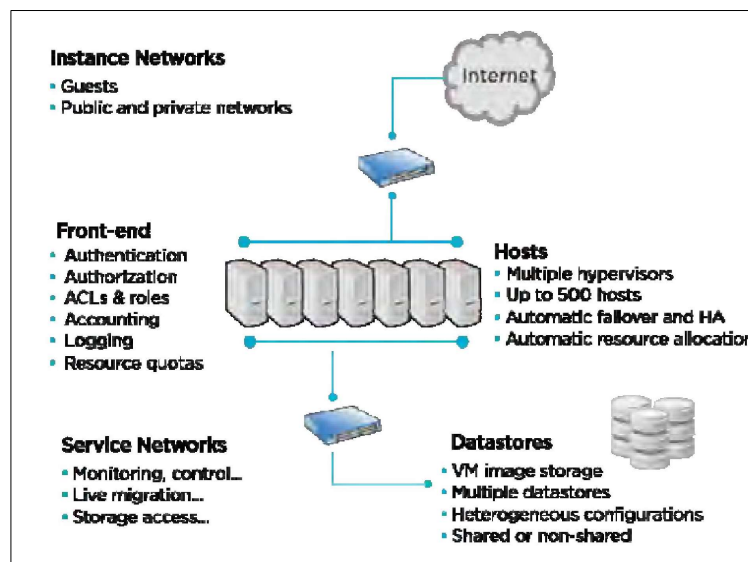 Instance Networks
• Guests
• Public and private networks
Internet
Front-end
• Authentication
• Authorization
• ACLs & roles
• Accounting
• Logging
• Resource quotas
Hosts
• Multiple hypervisors
• Up to 500 hosts
• Automatic failover and HA
• Automatic resource allocation
Service Networks
• Monitoring, control...
• Live migration...
• Storage access...
Datastores
• VM image storage
• Multiple datastores
• Heterogeneous configurations
• Shared or non-shared